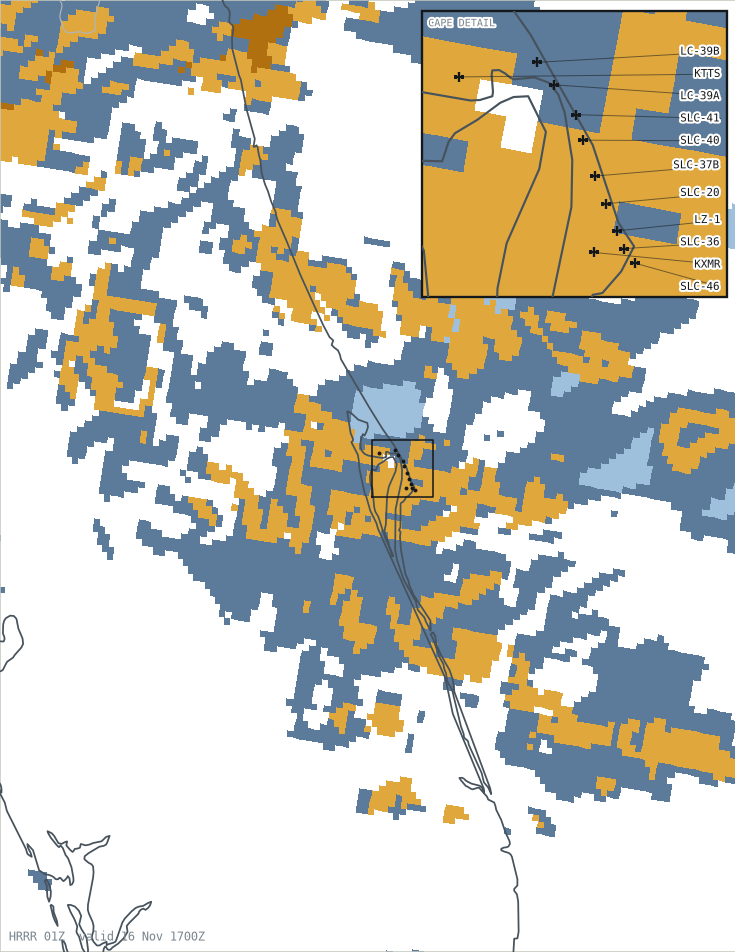 CAPE DETAIL
LC-39B
KTTS
LC-39A
SLC-41
SLC-40
SLC-37B
SLC-20
LZ-1
SLC-36
KXMR
SLC-46
HRRR 01Z valid 16 Nov 1700Z